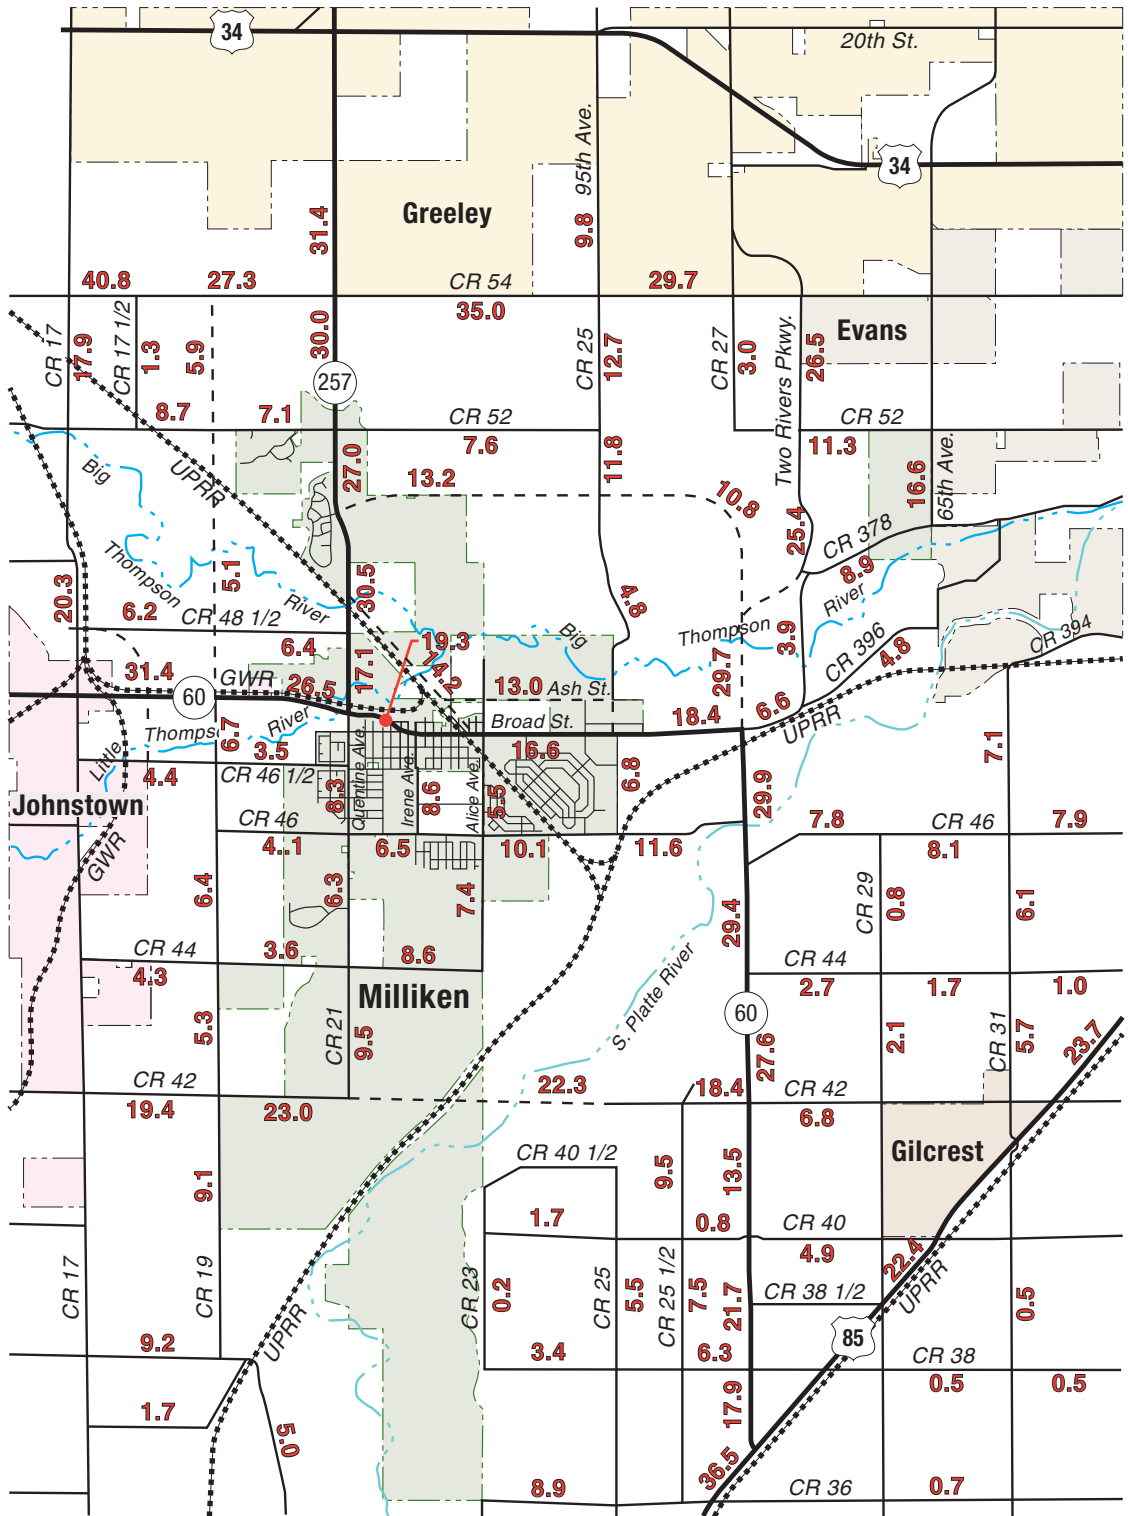 34
20th St.
34
95th Ave.
Greeley
31.4
9.8
40.8
27.3
CR 54
29.7
35.0
CR 17
17.9
CR 17 1/2
1.3
5.9
30.0
257
CR 25
12.7
CR 27
3.0
Two Rivers Pkwy.
26.5
Evans
8.7
7.1
CR 52
7.6
CR 52
11.3
Big
UPRR
27.0
13.2
11.8
10.8
25.4
16.6
65th Ave.
CR 378
8.9
Thompson
River
5.1
20.3
6.2
CR 48 1/2
30.5
4.8
Big
Thompson
River
3.9
CR 396
4.8
CR 394
6.4
19.3
17.1
14.2
31.4
GWR
26.5
60
13.0
Ash St.
29.7
6.6
UPRR
Broad St.
18.4
River
Thomps
Little
6.7
3.5
16.6
7.1
4.4
CR 46 1/2
Quentine Ave.
8.3
Irene Ave.
8.6
Alice Ave.
5.5
6.8
29.9
Johnstown
CR 46
4..1
6.5
10.1
11.6
7.8
CR 46
7.9
8.1
GWR
6.4
6.3
7.4
29.4
CR 29
0.8
6.1
CR 44
3.6
8.6
S. Platte River
CR 44
4.3
Milliken
2.7
1.7
1.0
5.3
CR 21
9.5
60
27.6
2.1
CR 31
5.7
23.7
CR 42
22.3
18.4
CR 42
19.4
23.0
6.8
Gilcrest
CR 40 1/2
9.1
9.5
13.5
1.7
0.8
CR 40
4.9
22.4
UPRR
CR 17
CR 19
UPRR
CR 23
0.2
CR 25
5.5
CR 25 1/2
7.5
21.7
CR 38 1/2
0.5
85
9.2
3.4
6.3
CR 38
1.7
17.9
0.5
0.5
5.0
36.5
8.9
CR 36
0.7